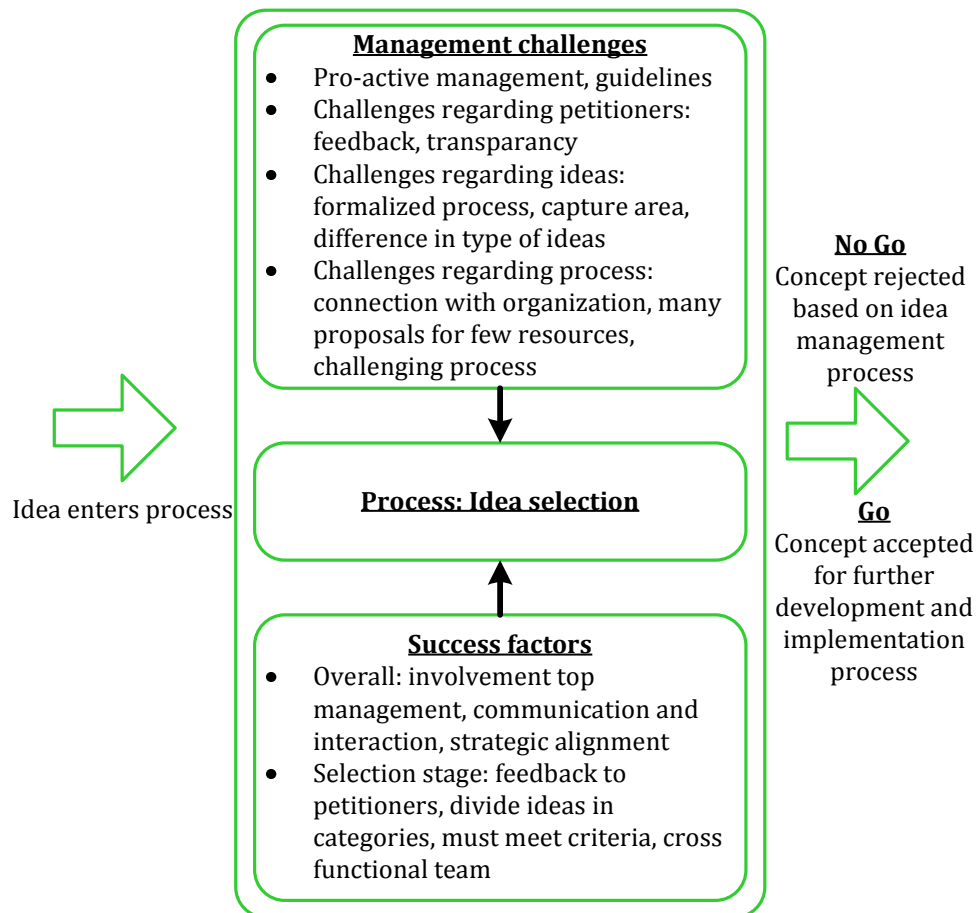 Management challenges
• Pro-active management, guidelines
• Challenges regarding petitioners:
feedback, transparancy
• Challenges regarding ideas:
formalized process, capture area,
difference in type of ideas
• Challenges regarding process:
connection with organization, many
proposals for few resources,
challenging process
Idea enters process
Process: Idea selection
Success factors
• Overall: involvement top
management, communication and
interaction, strategic alignment
• Selection stage: feedback to
petitioners, divide ideas in
categories, must meet criteria, cross
functional team
No Go
Concept rejected
based on idea
management
process
Go
Concept accepted
for further
development and
implementation
process